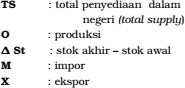 TS : total penyediaan dalam
negeri (total supply)
O : produksi
Δ St : stok akhir – stok awal
M : impor
X : ekspor